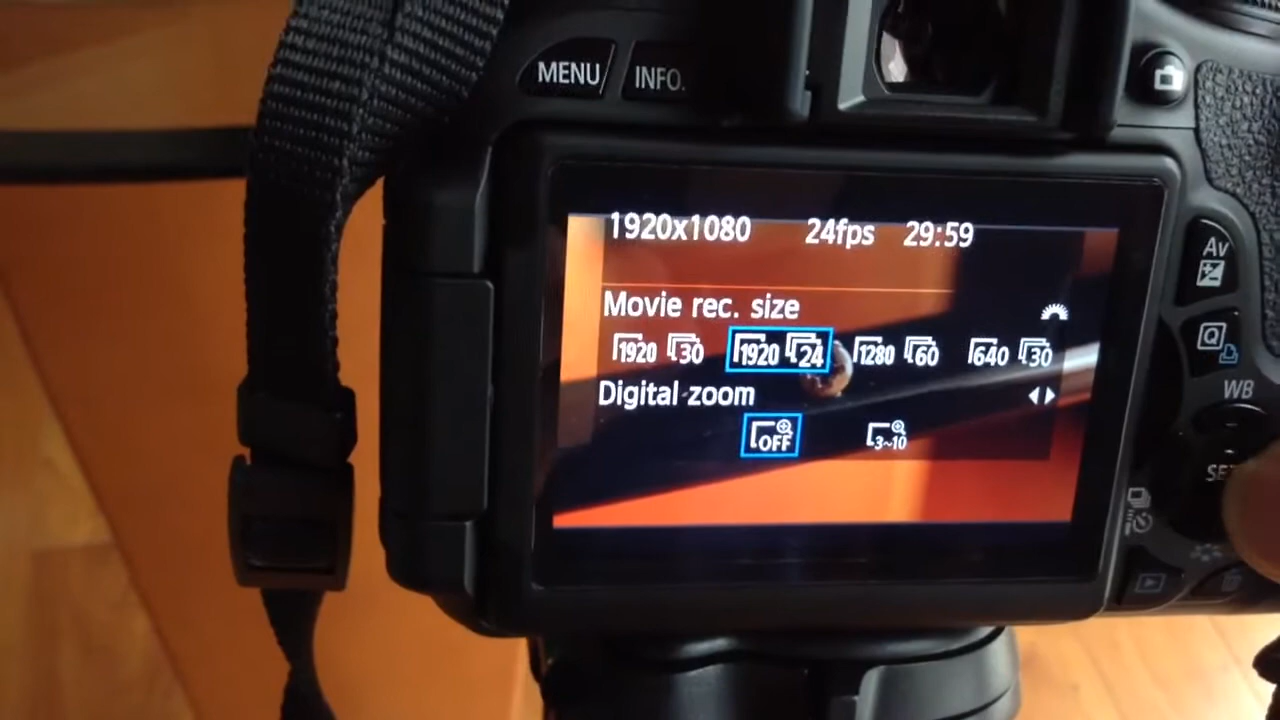 MENU INFO.
1920x1080 24fps 29:59
Movie rec. size
1920 30 1920 24 1280 60 640 30
Digital zoom
OFF 3~10
Av
Q
WB